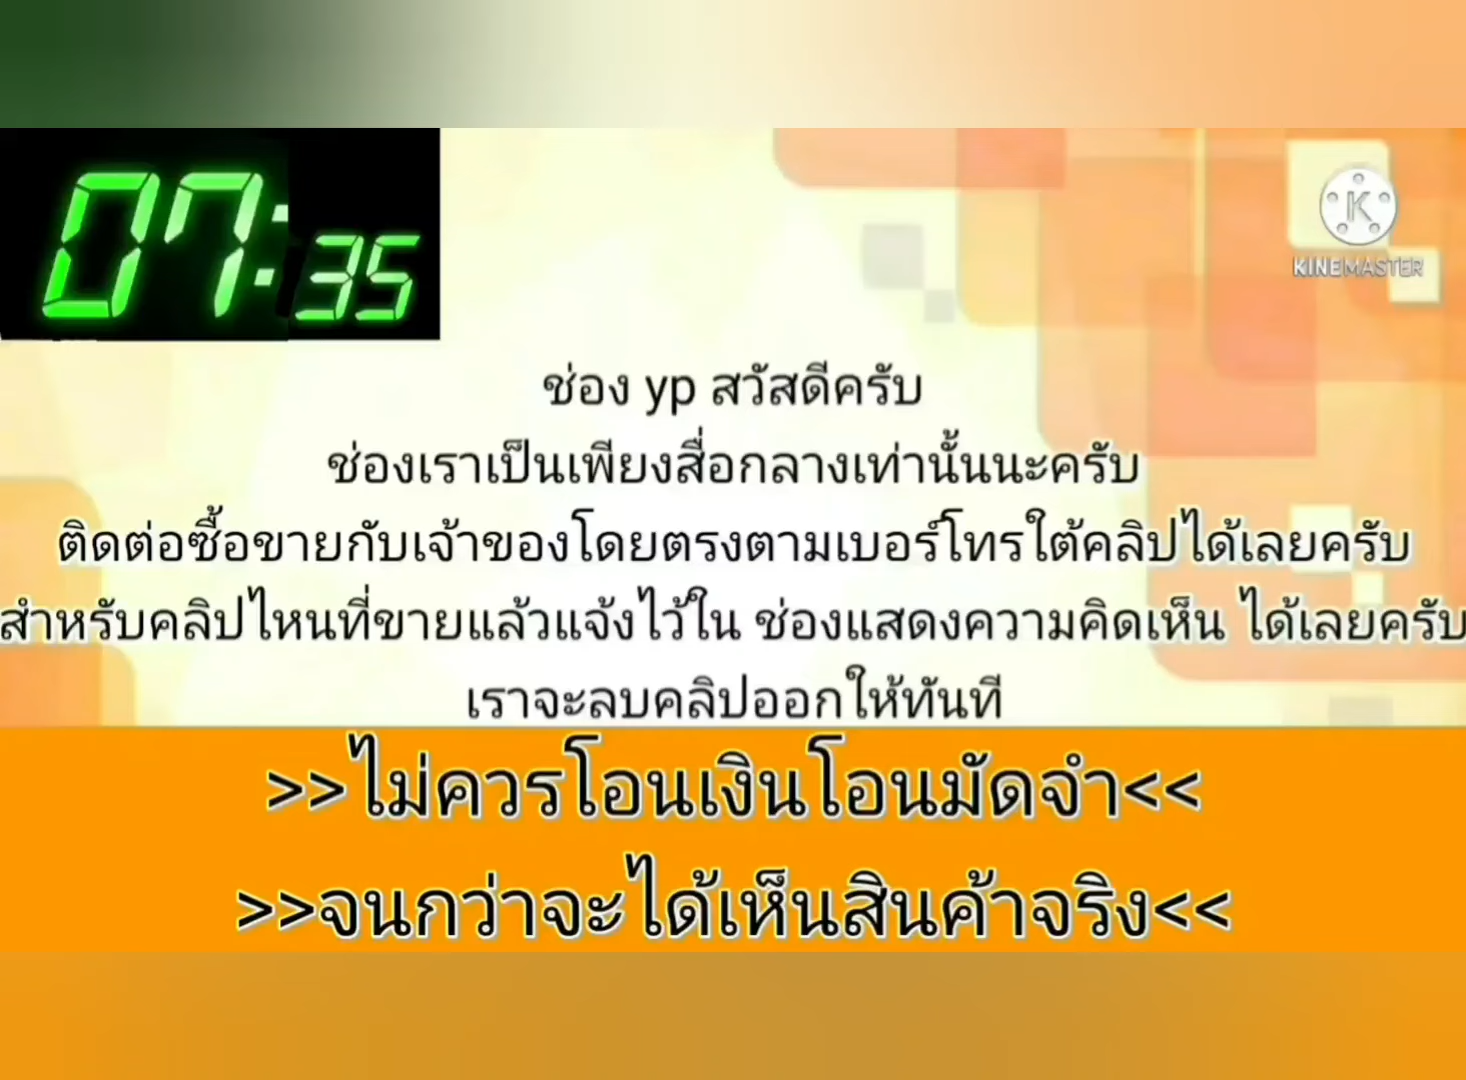 07:35
KINEMASTER
ช่อง yp สวัสดีครับ
ช่องเราเป็นเพียงสื่อกลางเท่านั้นนะครับ
ติดต่อซื้อขายกับเจ้าของโดยตรงตามเบอร์โทรใต้คลิปได้เลยครับ
สำหรับคลิปไหนที่ขายแล้วแจ้งไว้ใน ช่องแสดงความคิดเห็น ได้เลยครับ
เราจะลบคลิปออกให้ทันที
>>ไม่ควรโอนเงินโอนมัดจำ<<
>>จนกว่าจะได้เห็นสินค้าจริง<<